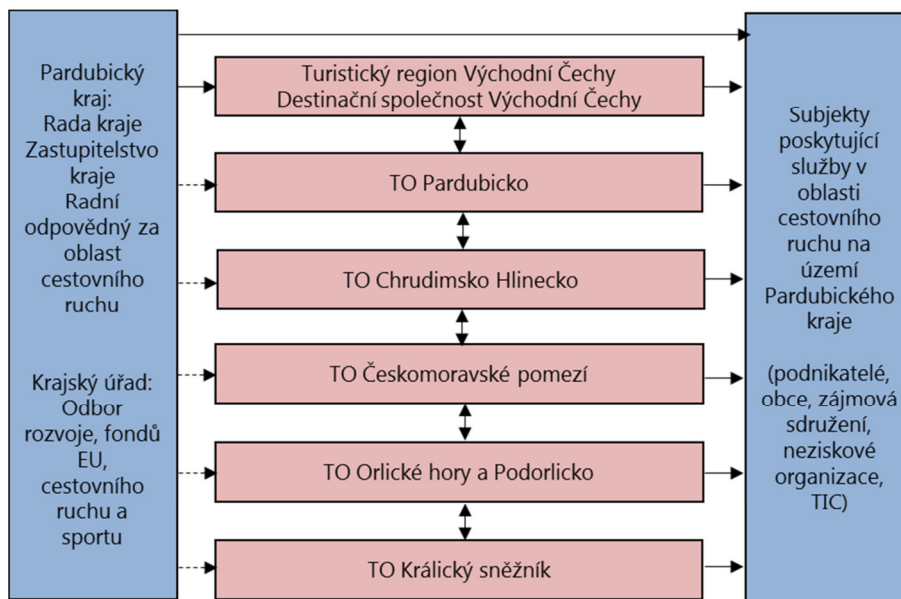 Pardubický
kraj:
Rada kraje
Zastupitelstvo
kraje
Radní
odpovědný za
oblast
cestovního
ruchu
Krajský úřad:
Odbor
rozvoje, fondů
EU,
cestovního
ruchu a
sportu
Turistický region Východní Čechy
Destinační společnost Východní Čechy
TO Pardubicko
TO Chrudimsko Hlinecko
TO Českomoravské pomezí
TO Orlické hory a Podorlicko
TO Králický sněžník
Subjekty
poskytující
služby v
oblasti
cestovního
ruchu na
území
Pardubického
kraje
(podnikatelé,
obce, zájmová
sdružení,
neziskové
organizace,
TIC)